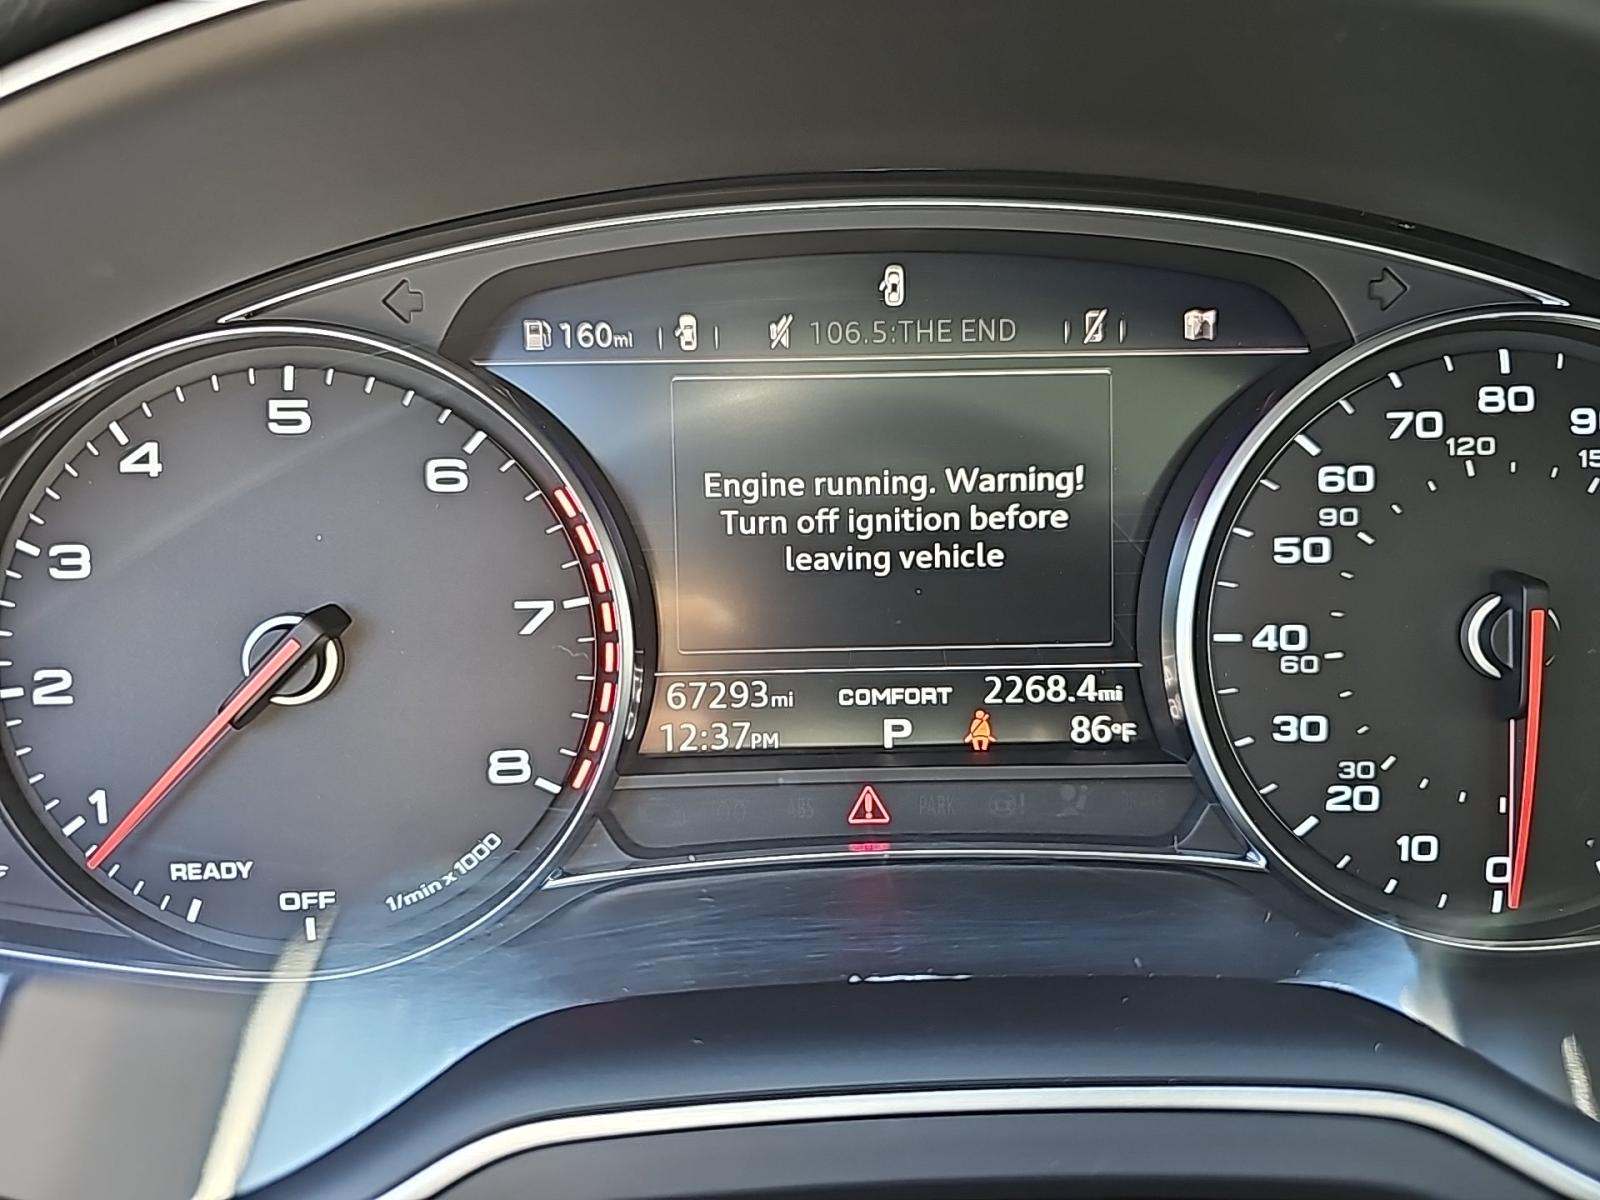 160mi
106.5:THE END
Engine running. Warning!
Turn off ignition before
leaving vehicle
67293mi COMFORT 2268.4mi
12:37PM P 86°F
ABS PARK
1 2 3 4 5 6 7 8
READY
OFF
1/min x 1000
0 10 20 30 40 50 60 70 80
30 60 90 120